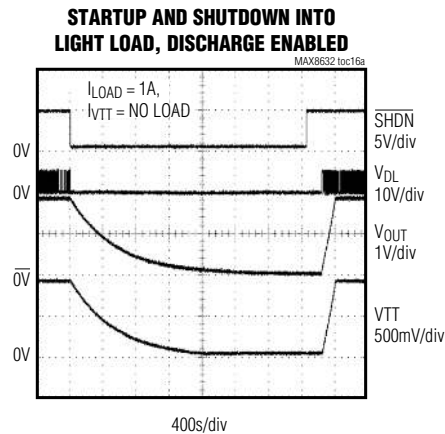 STARTUP AND SHUTDOWN INTO
LIGHT LOAD, DISCHARGE ENABLED
MAX8632 toc16a
ILOAD = 1A,
IVTT = NO LOAD
SHDN
5V/div
0V
VDL
10V/div
0V
VOUT
1V/div
0V
VTT
500mV/div
0V
400s/div